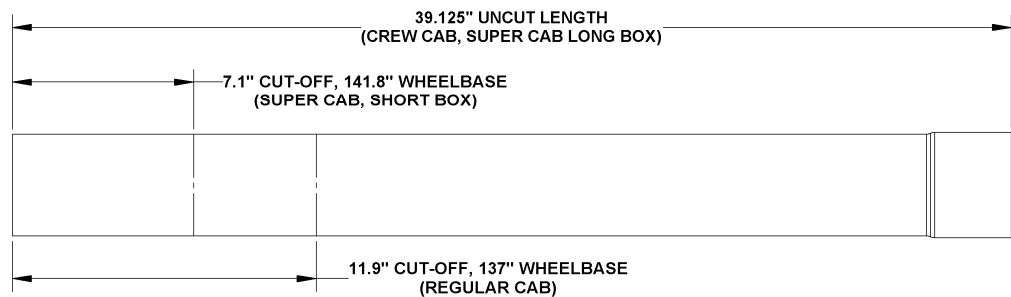 39.125" UNCUT LENGTH
(CREW CAB, SUPER CAB LONG BOX)
7.1" CUT-OFF, 141.8" WHEELBASE
(SUPER CAB, SHORT BOX)
11.9" CUT-OFF, 137" WHEELBASE
(REGULAR CAB)